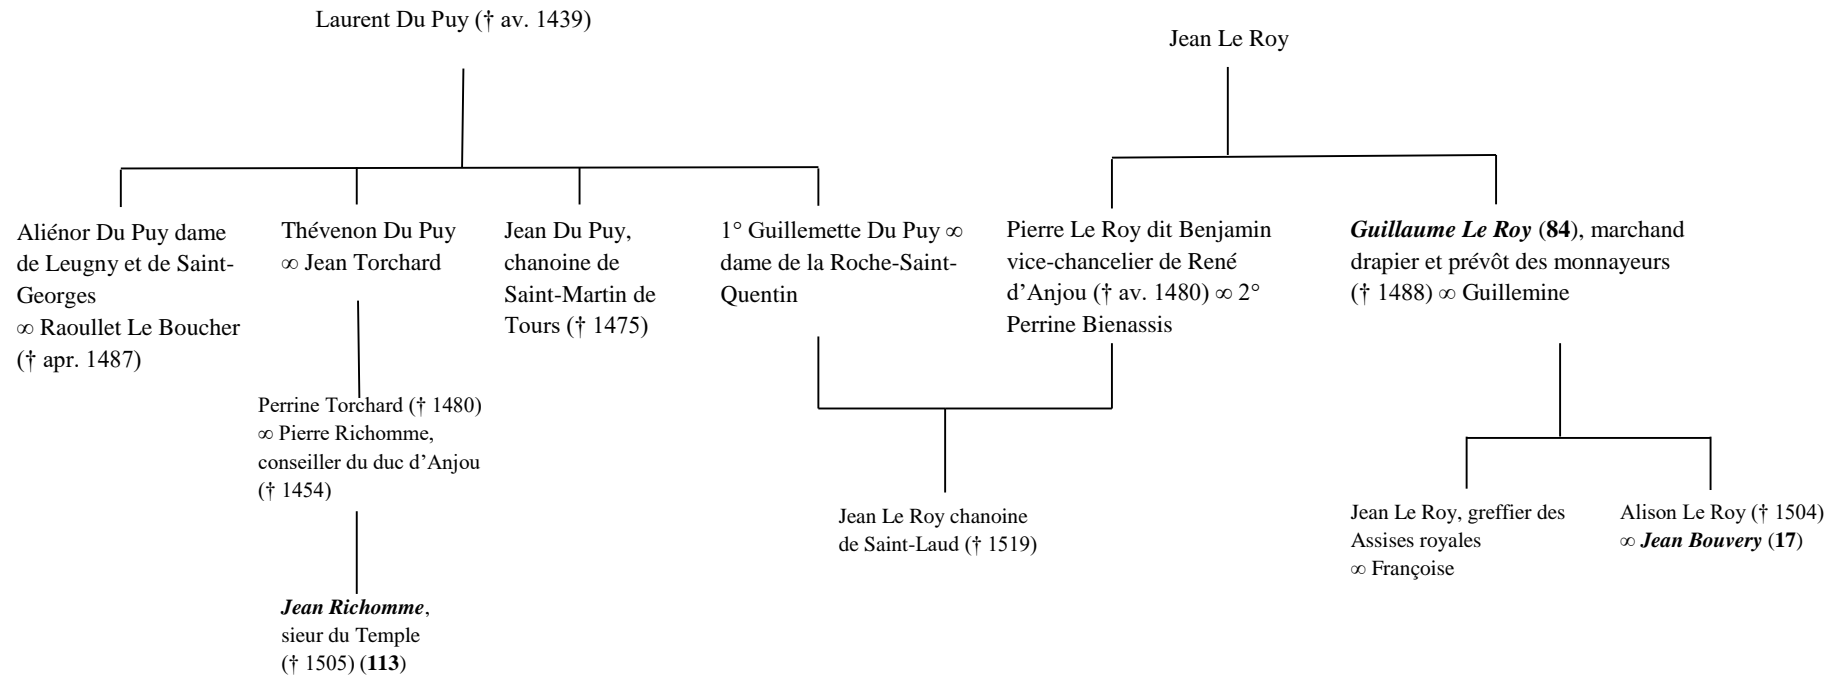 Laurent Du Puy († av. 1439)
Jean Le Roy
Aliénor Du Puy dame
de Leugny et de Saint-
Georges
∞ Raoullet Le Boucher
(† apr. 1487)
Thévenon Du Puy
∞ Jean Torchard
Jean Du Puy,
chanoine de
Saint-Martin de
Tours († 1475)
1° Guillemette Du Puy ∞
dame de la Roche-Saint-
Quentin
Pierre Le Roy dit Benjamin
vice-chancelier de René
d’Anjou († av. 1480) ∞ 2°
Perrine Bienassis
Guillaume Le Roy (84), marchand
drapier et prévôt des monnayeurs
(† 1488) ∞ Guillemine
Perrine Torchard († 1480)
∞ Pierre Richomme,
conseiller du duc d’Anjou
(† 1454)
Jean Le Roy chanoine
de Saint-Laud († 1519)
Jean Le Roy, greffier des
Assises royales
∞ Françoise
Alison Le Roy († 1504)
∞ Jean Bouvery (17)
Jean Richomme,
sieur du Temple
(† 1505) (113)